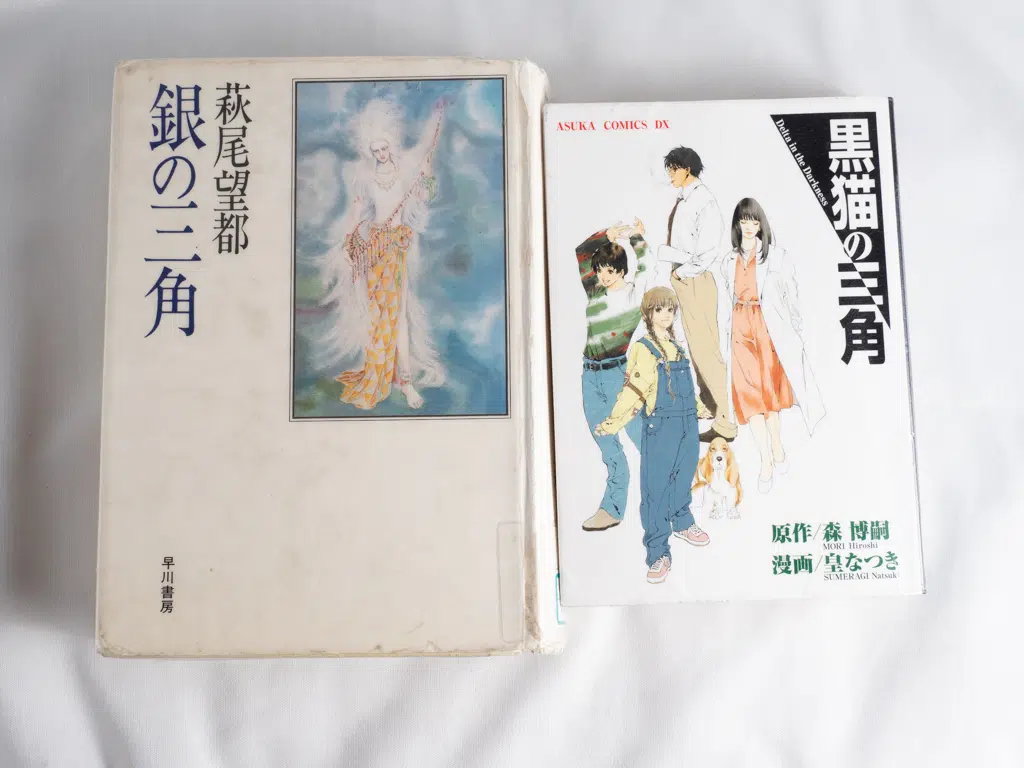 萩尾望都
銀の三角
早川書房
ASUKA COMICS DX
黒猫の三角
Delta in the Darkness
原作/森 博嗣
MORI Hiroshi
漫画/皇なつき
SUMERAGI Natsuki